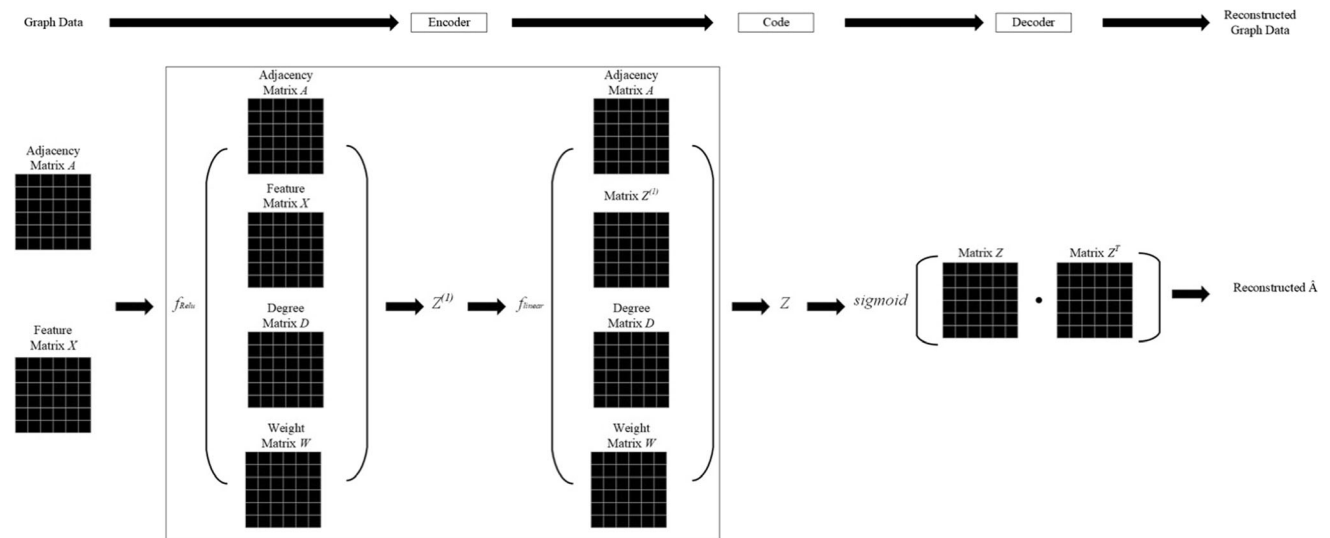 Graph Data
Encoder
Code
Decoder
Reconstructed
Graph Data
Adjacency
Matrix A
Feature
Matrix X
f_Relu
Adjacency
Matrix A
Feature
Matrix X
Degree
Matrix D
Weight
Matrix W
Z^(1)
f_linear
Adjacency
Matrix A
Matrix Z^(1)
Degree
Matrix D
Weight
Matrix W
Z
sigmoid
Matrix Z
Matrix Z^T
Reconstructed Â